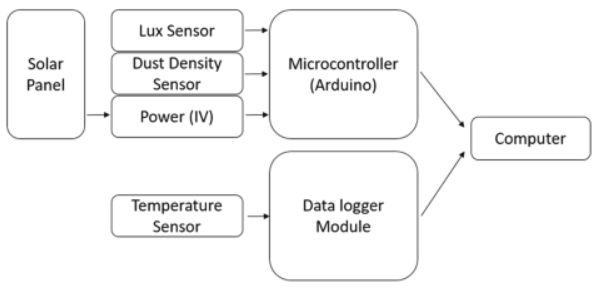 Solar
Panel
Lux Sensor
Dust Density
Sensor
Power (IV)
Microcontroller
(Arduino)
Computer
Temperature
Sensor
Data logger
Module